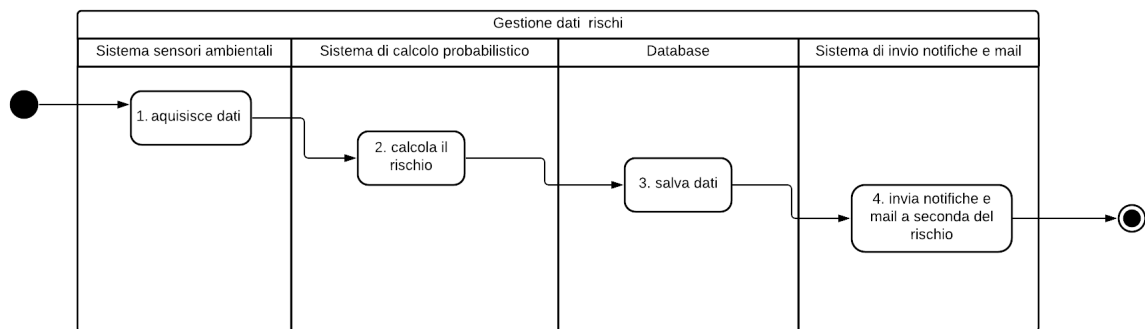 Gestione dati rischi
Sistema sensori ambientali
Sistema di calcolo probabilistico
Database
Sistema di invio notifiche e mail
1. aquisisce dati
2. calcola il
rischio
3. salva dati
4. invia notifiche e
mail a seconda del
rischio